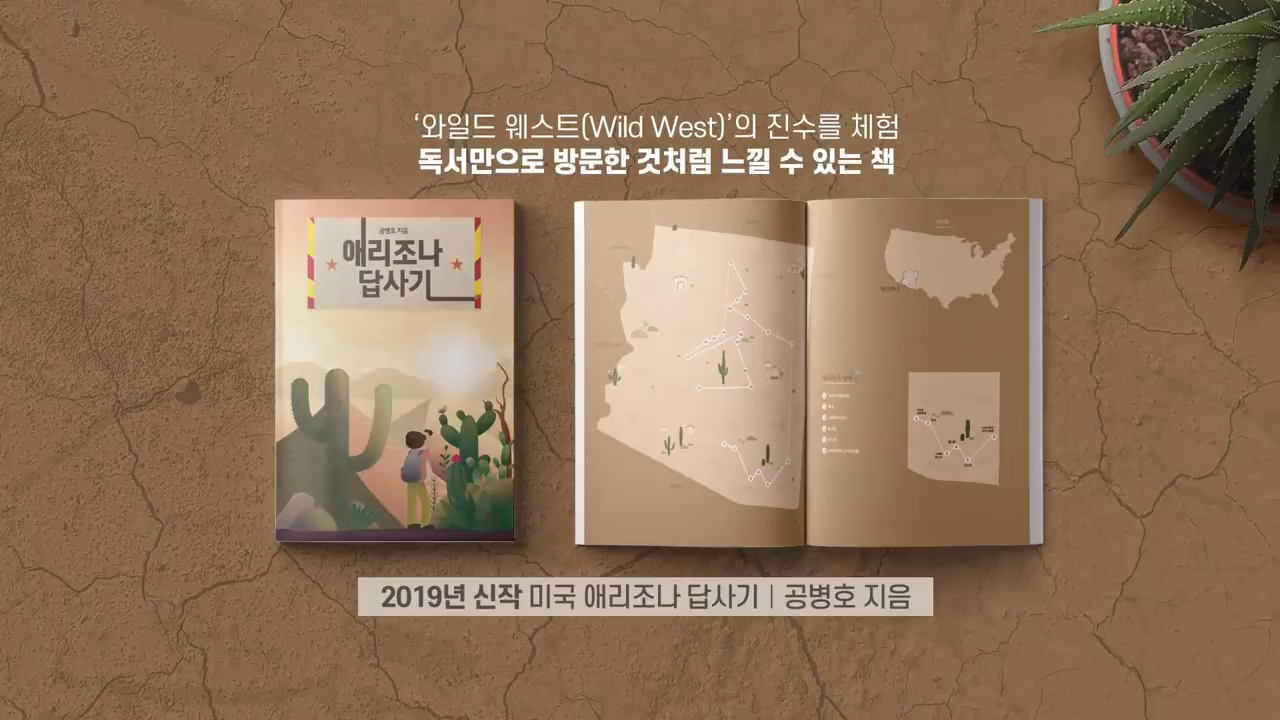 ‘와일드 웨스트(Wild West)’의 진수를 체험
독서만으로 방문한 것처럼 느낄 수 있는 책
공병호 지음
애리조나
답사기
2019년 신작 미국 애리조나 답사기 | 공병호 지음